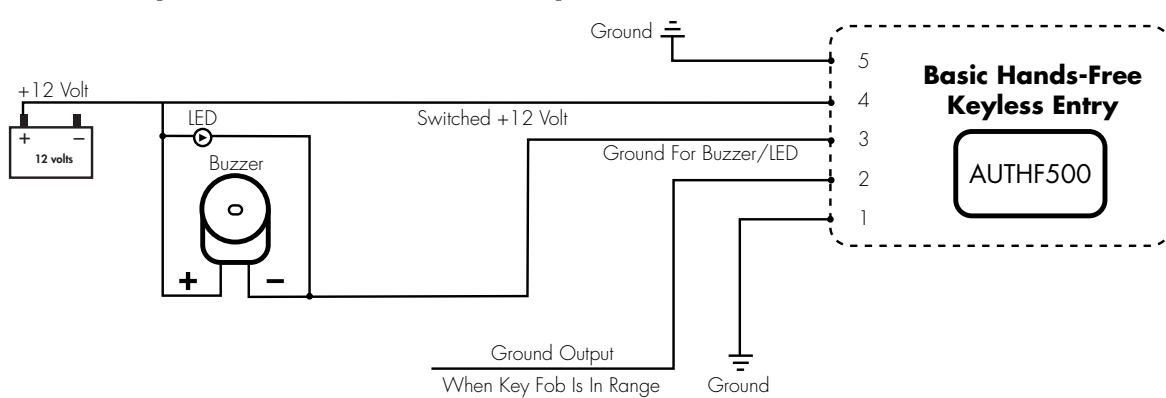 Ground
5
Basic Hands-Free
Keyless Entry
+12 Volt
4
LED
Switched +12 Volt
+ −
12 volts
3
Ground For Buzzer/LED
Buzzer
AUTHF500
2
1
+ −
Ground Output
When Key Fob Is In Range
Ground